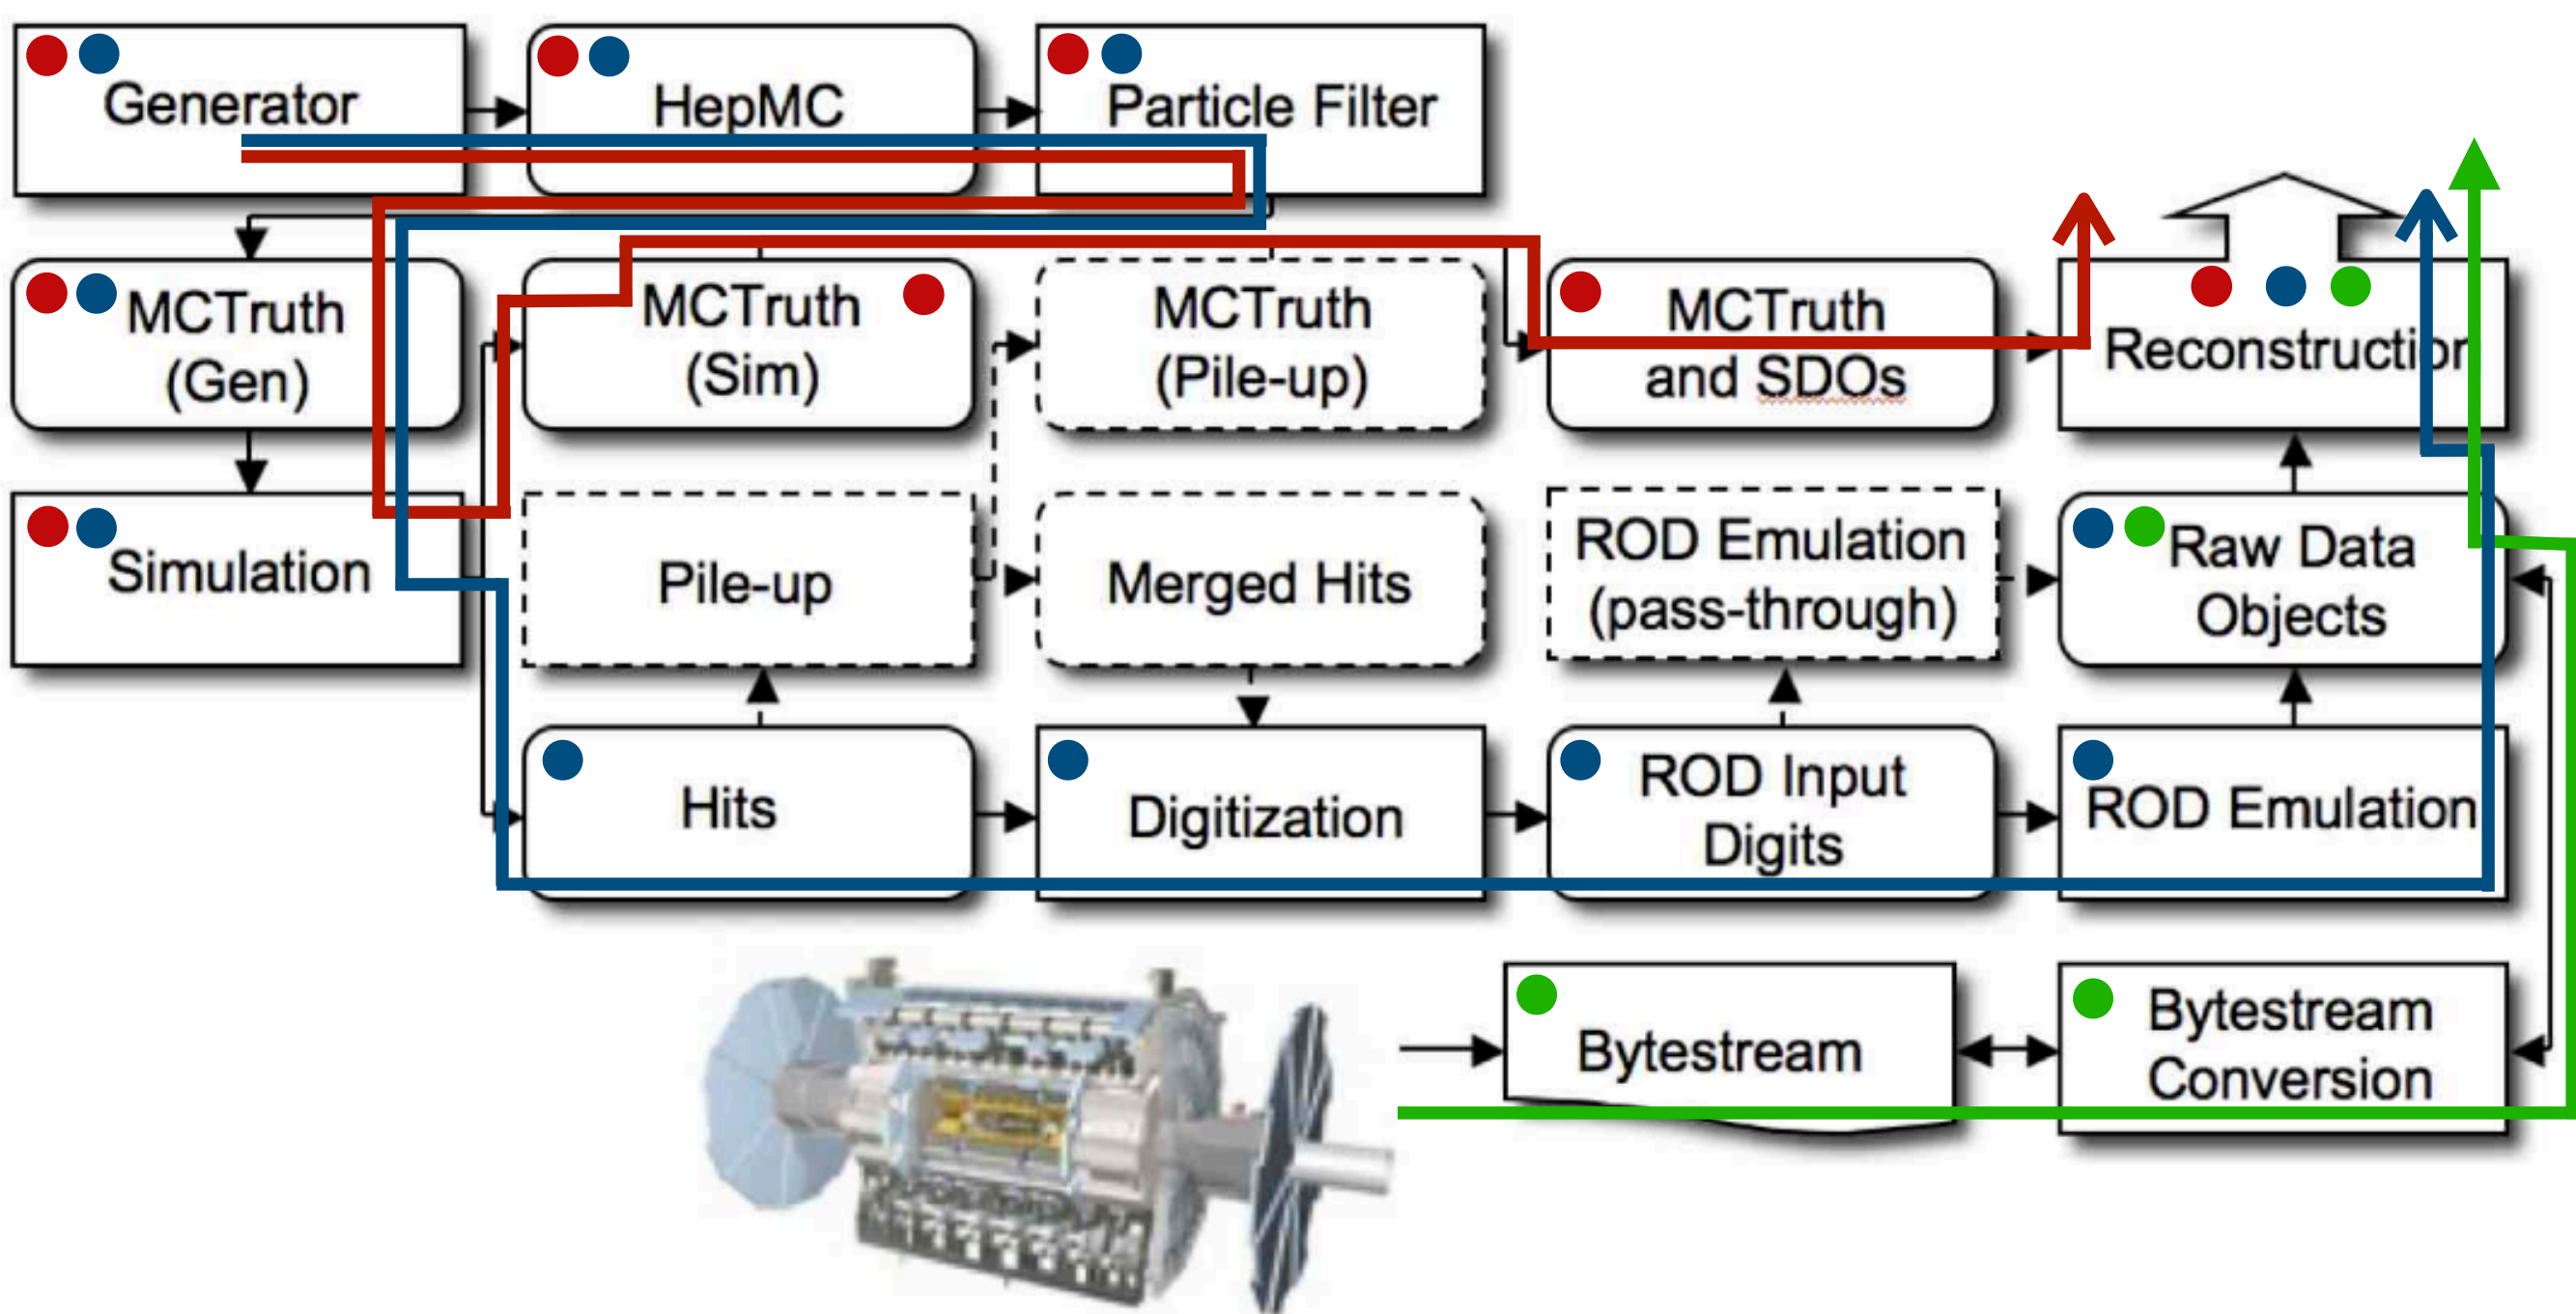 Generator
HepMC
Particle Filter
MCTruth
(Gen)
MCTruth
(Sim)
MCTruth
(Pile-up)
MCTruth
and SDOs
Reconstruction
Simulation
Pile-up
Merged Hits
ROD Emulation
(pass-through)
Raw Data
Objects
Hits
Digitization
ROD Input
Digits
ROD Emulation
Bytestream
Bytestream
Conversion